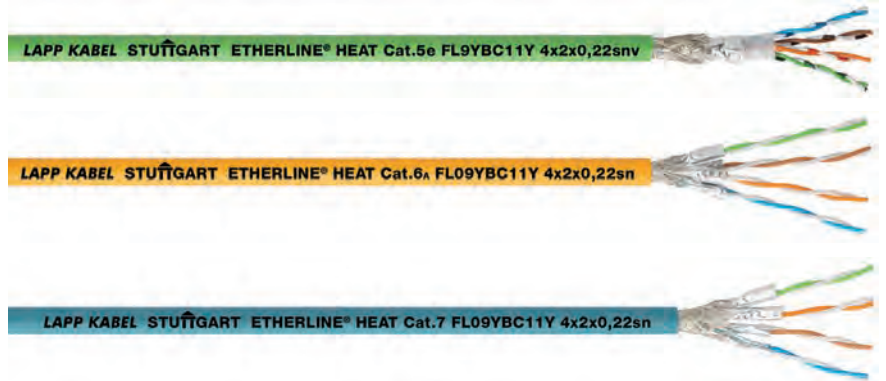 LAPP KABEL STUTTGART ETHERLINE® HEAT Cat.5e FL9YBC11Y 4x2x0,22snv
LAPP KABEL STUTTGART ETHERLINE® HEAT Cat.6A FL09YBC11Y 4x2x0,22sn
LAPP KABEL STUTTGART ETHERLINE® HEAT Cat.7 FL09YBC11Y 4x2x0,22sn